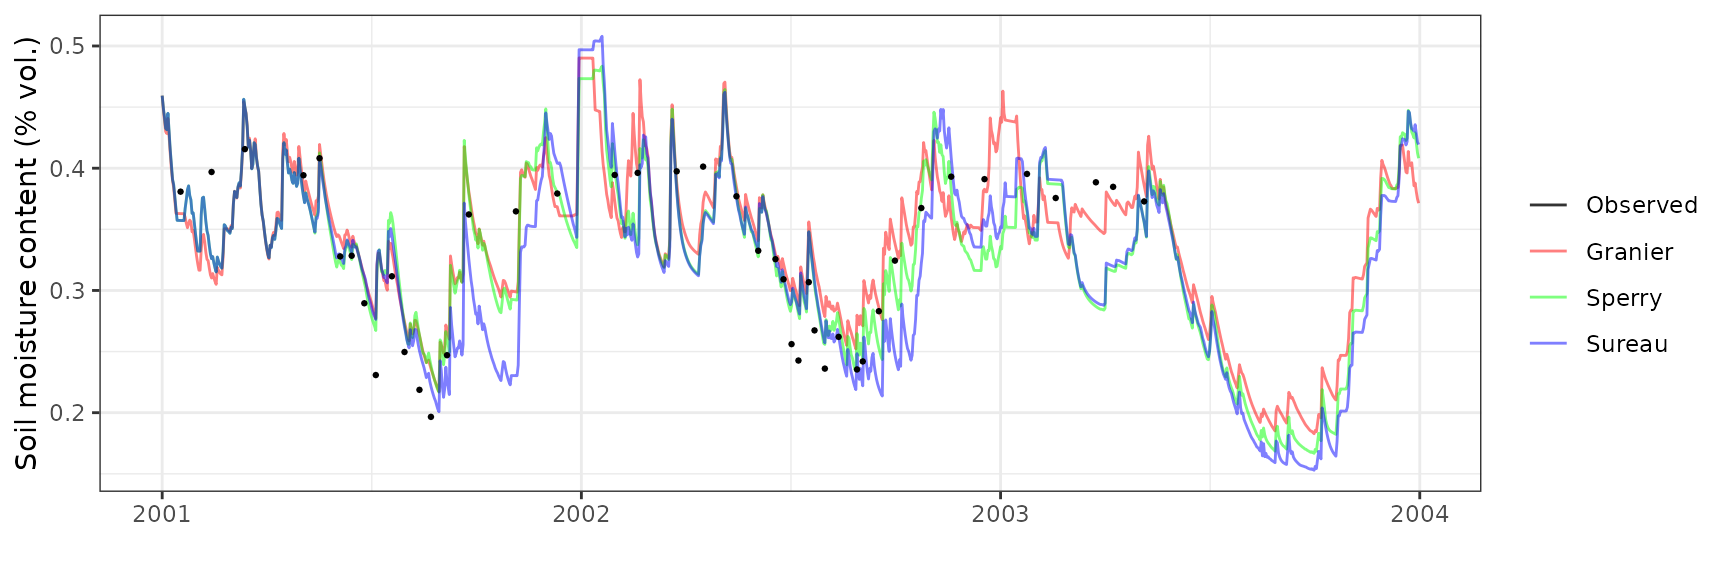 Soil moisture content (% vol.)
0.5
0.4
0.3
0.2
2001
2002
2003
2004
Observed
Granier
Sperry
Sureau